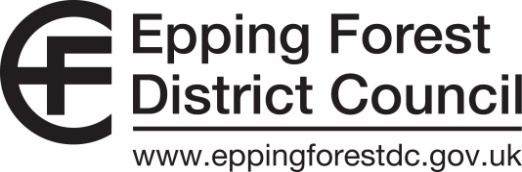 Epping Forest
District Council
www.eppingforestdc.gov.uk